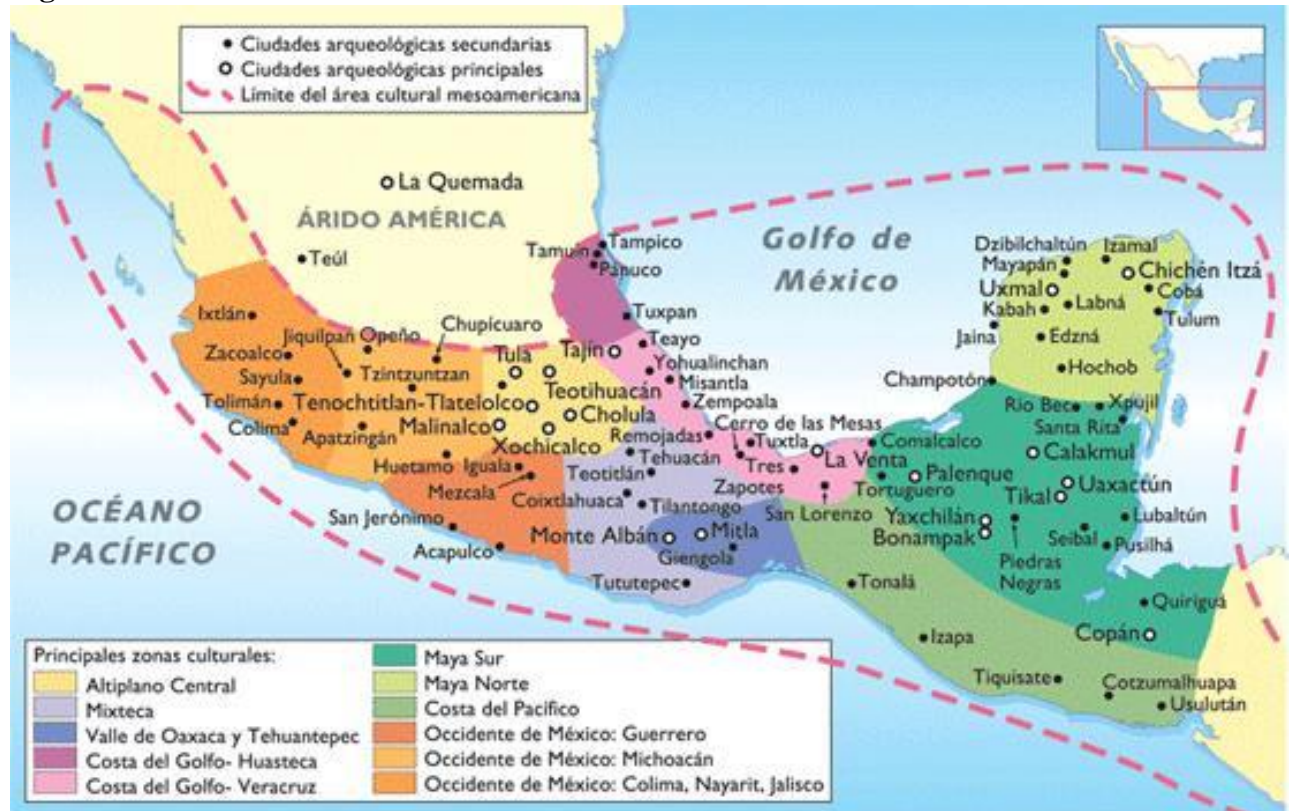 Ciudades arqueológicas secundarias
Ciudades arqueológicas principales
Límite del área cultural mesoamericana
La Quemada
ÁRIDO AMÉRICA
Teúl
Tampico
Tamuín
Pánuco
Golfo de
México
Dzibilchaltún
Izamal
Mayapán
Chichén Itzá
Uxmal
Cobá
Kabah
Labná
Tulum
Jaina
Edzná
Hochob
Champotón
Ixtlán
Jiquilpan
Opeño
Chupícuaro
Tuxpan
Zacoalco
Tula
Tajín
Teayo
Yohualinchan
Sayula
Tzintzuntzan
Teotihuacán
Misantla
Tolimán
Tenochtitlan-Tlatelolco
Cholula
Zempoala
Colima
Apatzingán
Malinalco
Xochicalco
Remojadas
Cerro de las Mesas
Tuxtla
Comalcalco
Río Bec
Xpujil
Santa Rita
Calakmul
Huetamo
Iguala
Teotitlán
Tehuacán
Tres
Zapotes
La Venta
Palenque
Uaxactún
Mezcala
Coixtlahuaca
Tilantongo
San Lorenzo
Tortuguero
Tikal
OCÉANO
PACÍFICO
San Jerónimo
Acapulco
Monte Albán
Mitla
Giengola
Yaxchilán
Bonampak
Piedras
Negras
Seibal
Lubaltún
Pusilhá
Tututepec
Tonalá
Quiriguá
Izapa
Copán
Tiquisate
Cotzumalhuapa
Usulután
Principales zonas culturales:
Altiplano Central
Mixteca
Valle de Oaxaca y Tehuantepec
Costa del Golfo- Huasteca
Costa del Golfo- Veracruz
Maya Sur
Maya Norte
Costa del Pacífico
Occidente de México: Guerrero
Occidente de México: Michoacán
Occidente de México: Colima, Nayarit, Jalisco